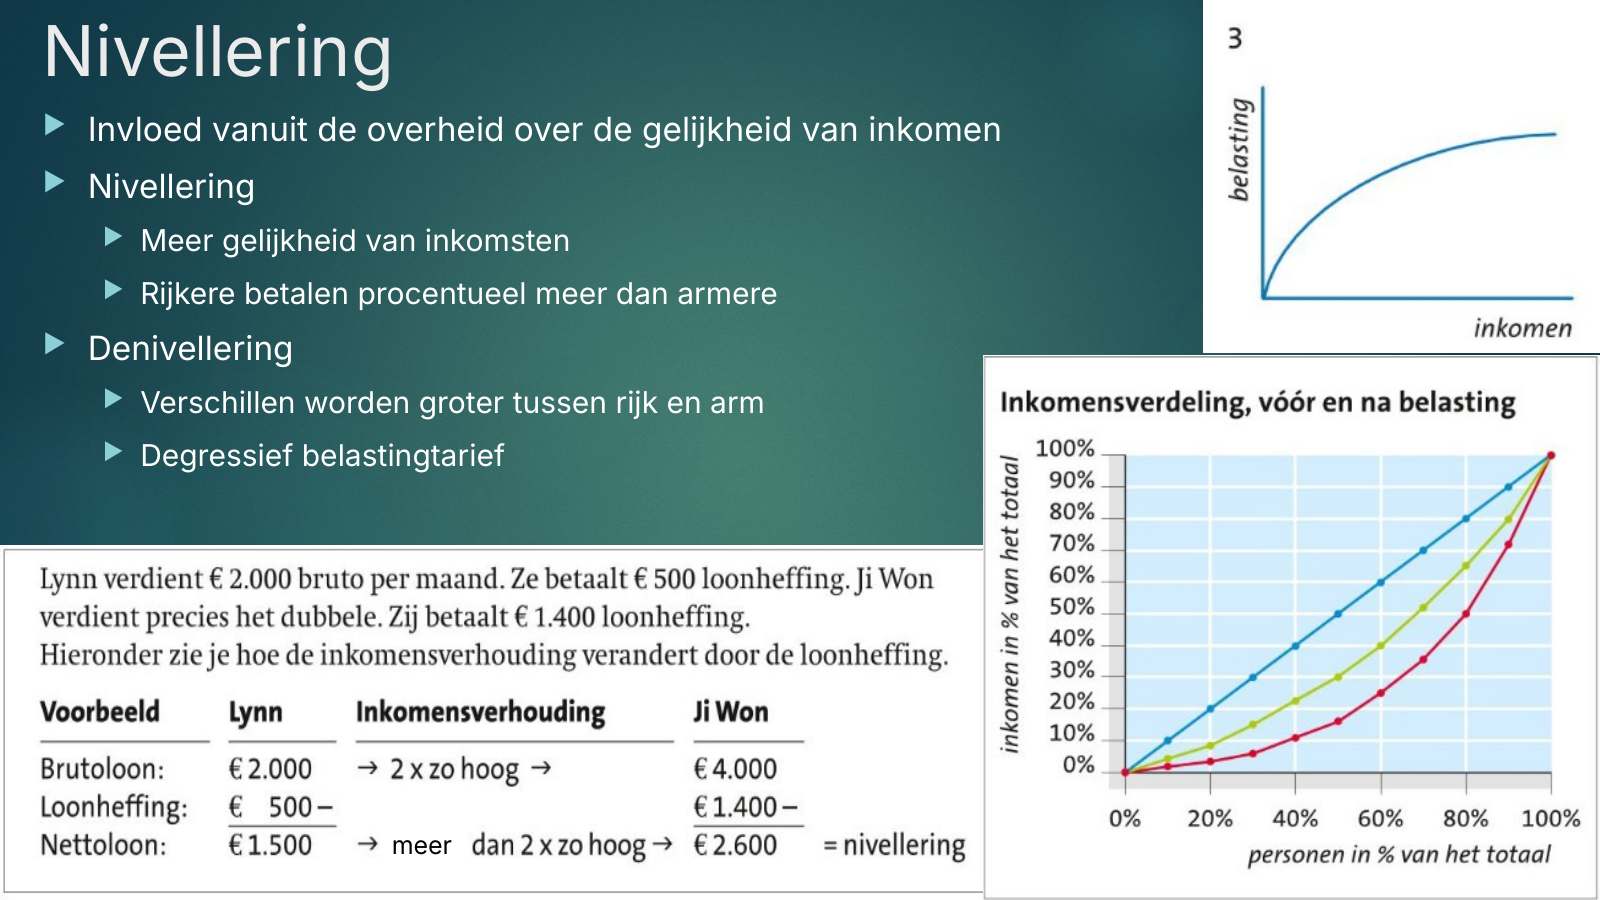 Nivellering
Invloed vanuit de overheid over de gelijkheid van inkomen
Nivellering
Meer gelijkheid van inkomsten
Rijkere betalen procentueel meer dan armere
Denivellering
Verschillen worden groter tussen rijk en arm
Degressief belastingtarief
3
belasting
inkomen
Lynn verdient € 2.000 bruto per maand. Ze betaalt € 500 loonheffing. Ji Won
verdient precies het dubbele. Zij betaalt € 1.400 loonheffing.
Hieronder zie je hoe de inkomensverhouding verandert door de loonheffing.
Voorbeeld Lynn Inkomensverhouding Ji Won
Brutoloon: € 2.000 → 2 x zo hoog → € 4.000
Loonheffing: € 500 – € 1.400 –
Nettoloon: € 1.500 → meer dan 2 x zo hoog → € 2.600 = nivellering
Inkomensverdeling, vóór en na belasting
inkomen in % van het totaal
100%
90%
80%
70%
60%
50%
40%
30%
20%
10%
0%
0% 20% 40% 60% 80% 100%
personen in % van het totaal